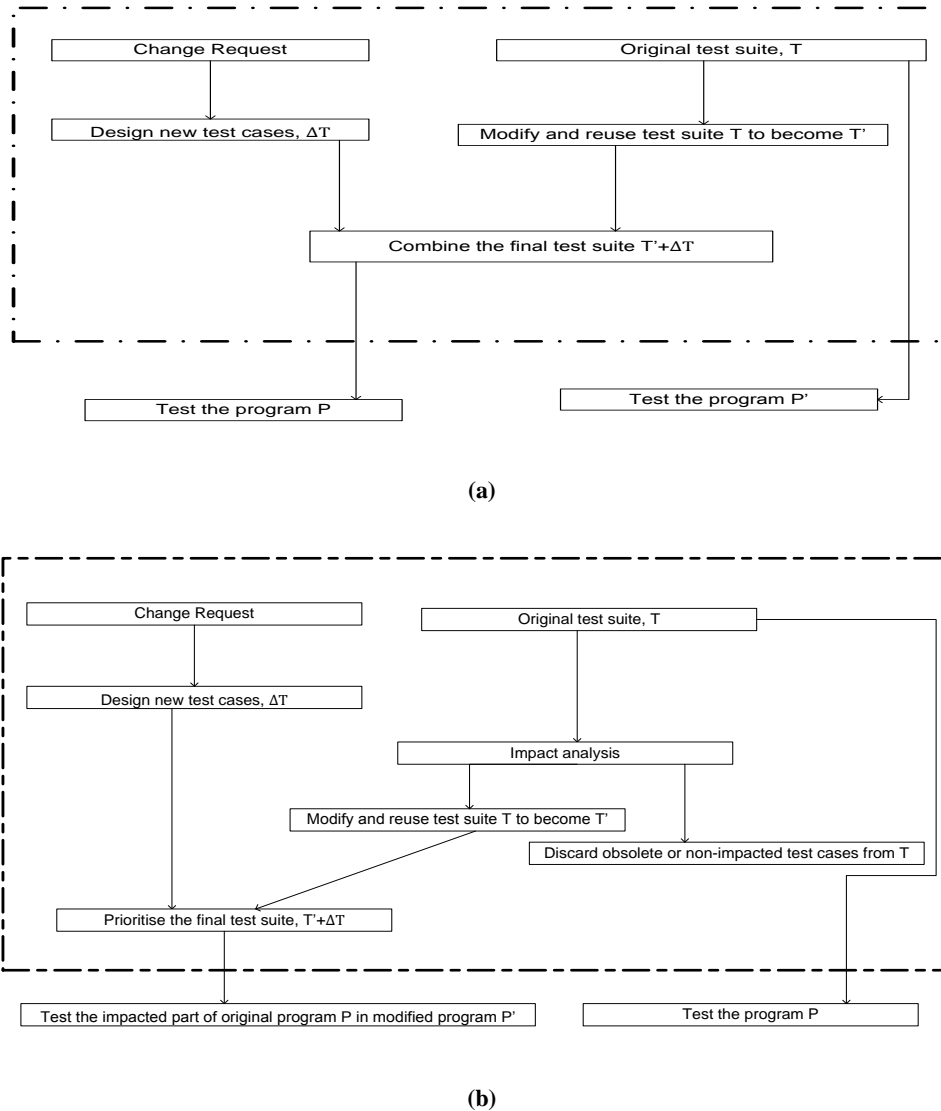 Change Request
Original test suite, T
Design new test cases, ΔT
Modify and reuse test suite T to become T’
Combine the final test suite T’+ΔT
Test the program P
Test the program P’
(a)
Change Request
Original test suite, T
Design new test cases, ΔT
Impact analysis
Modify and reuse test suite T to become T’
Discard obsolete or non-impacted test cases from T
Prioritise the final test suite, T’+ΔT
Test the impacted part of original program P in modified program P’
Test the program P
(b)